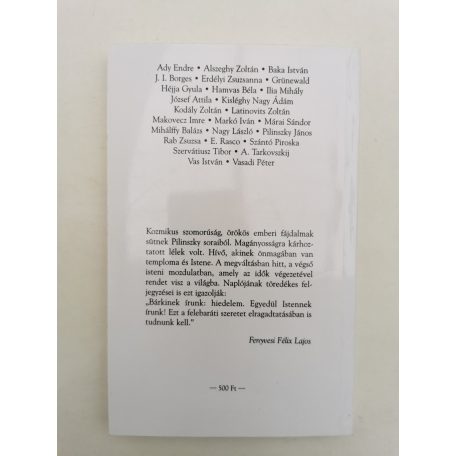 Ady Endre • Alszeghy Zoltán • Baka István
J. L. Borges • Erdélyi Zsuzsanna • Grünewald
Héjja Gyula • Hamvas Béla • Ilia Mihály
József Attila • Kisléghy Nagy Ádám
Kodály Zoltán • Latinovits Zoltán
Makovecz Imre • Markó Iván • Márai Sándor
Mihálffy Balázs • Nagy László • Pilinszky János
Rab Zsuzsa • E. Rasco • Szántó Piroska
Szervátiusz Tibor • A. Tarkovszkij
Vas István • Vasadi Péter
Kozmikus szomorúság, örökös emberi fájdalmak
sütnek Pilinszky soraiból. Magányosságra kárhoz-
tatott lélek volt. Hívő, akinek önmagában van
temploma és Istene. A megváltásban hitt, a végső
isteni mozdulatban, amely az idők végezetével
rendet visz a világba. Naplójának töredékes fel-
jegyzései is ezt igazolják:
„Bárkinek írunk: hiedelem. Egyedül Istennek
írunk! Ezt a felebaráti szeretet elragadtatásában is
tudnunk kell."
Fenyvesi Félix Lajos
— 500 Ft —